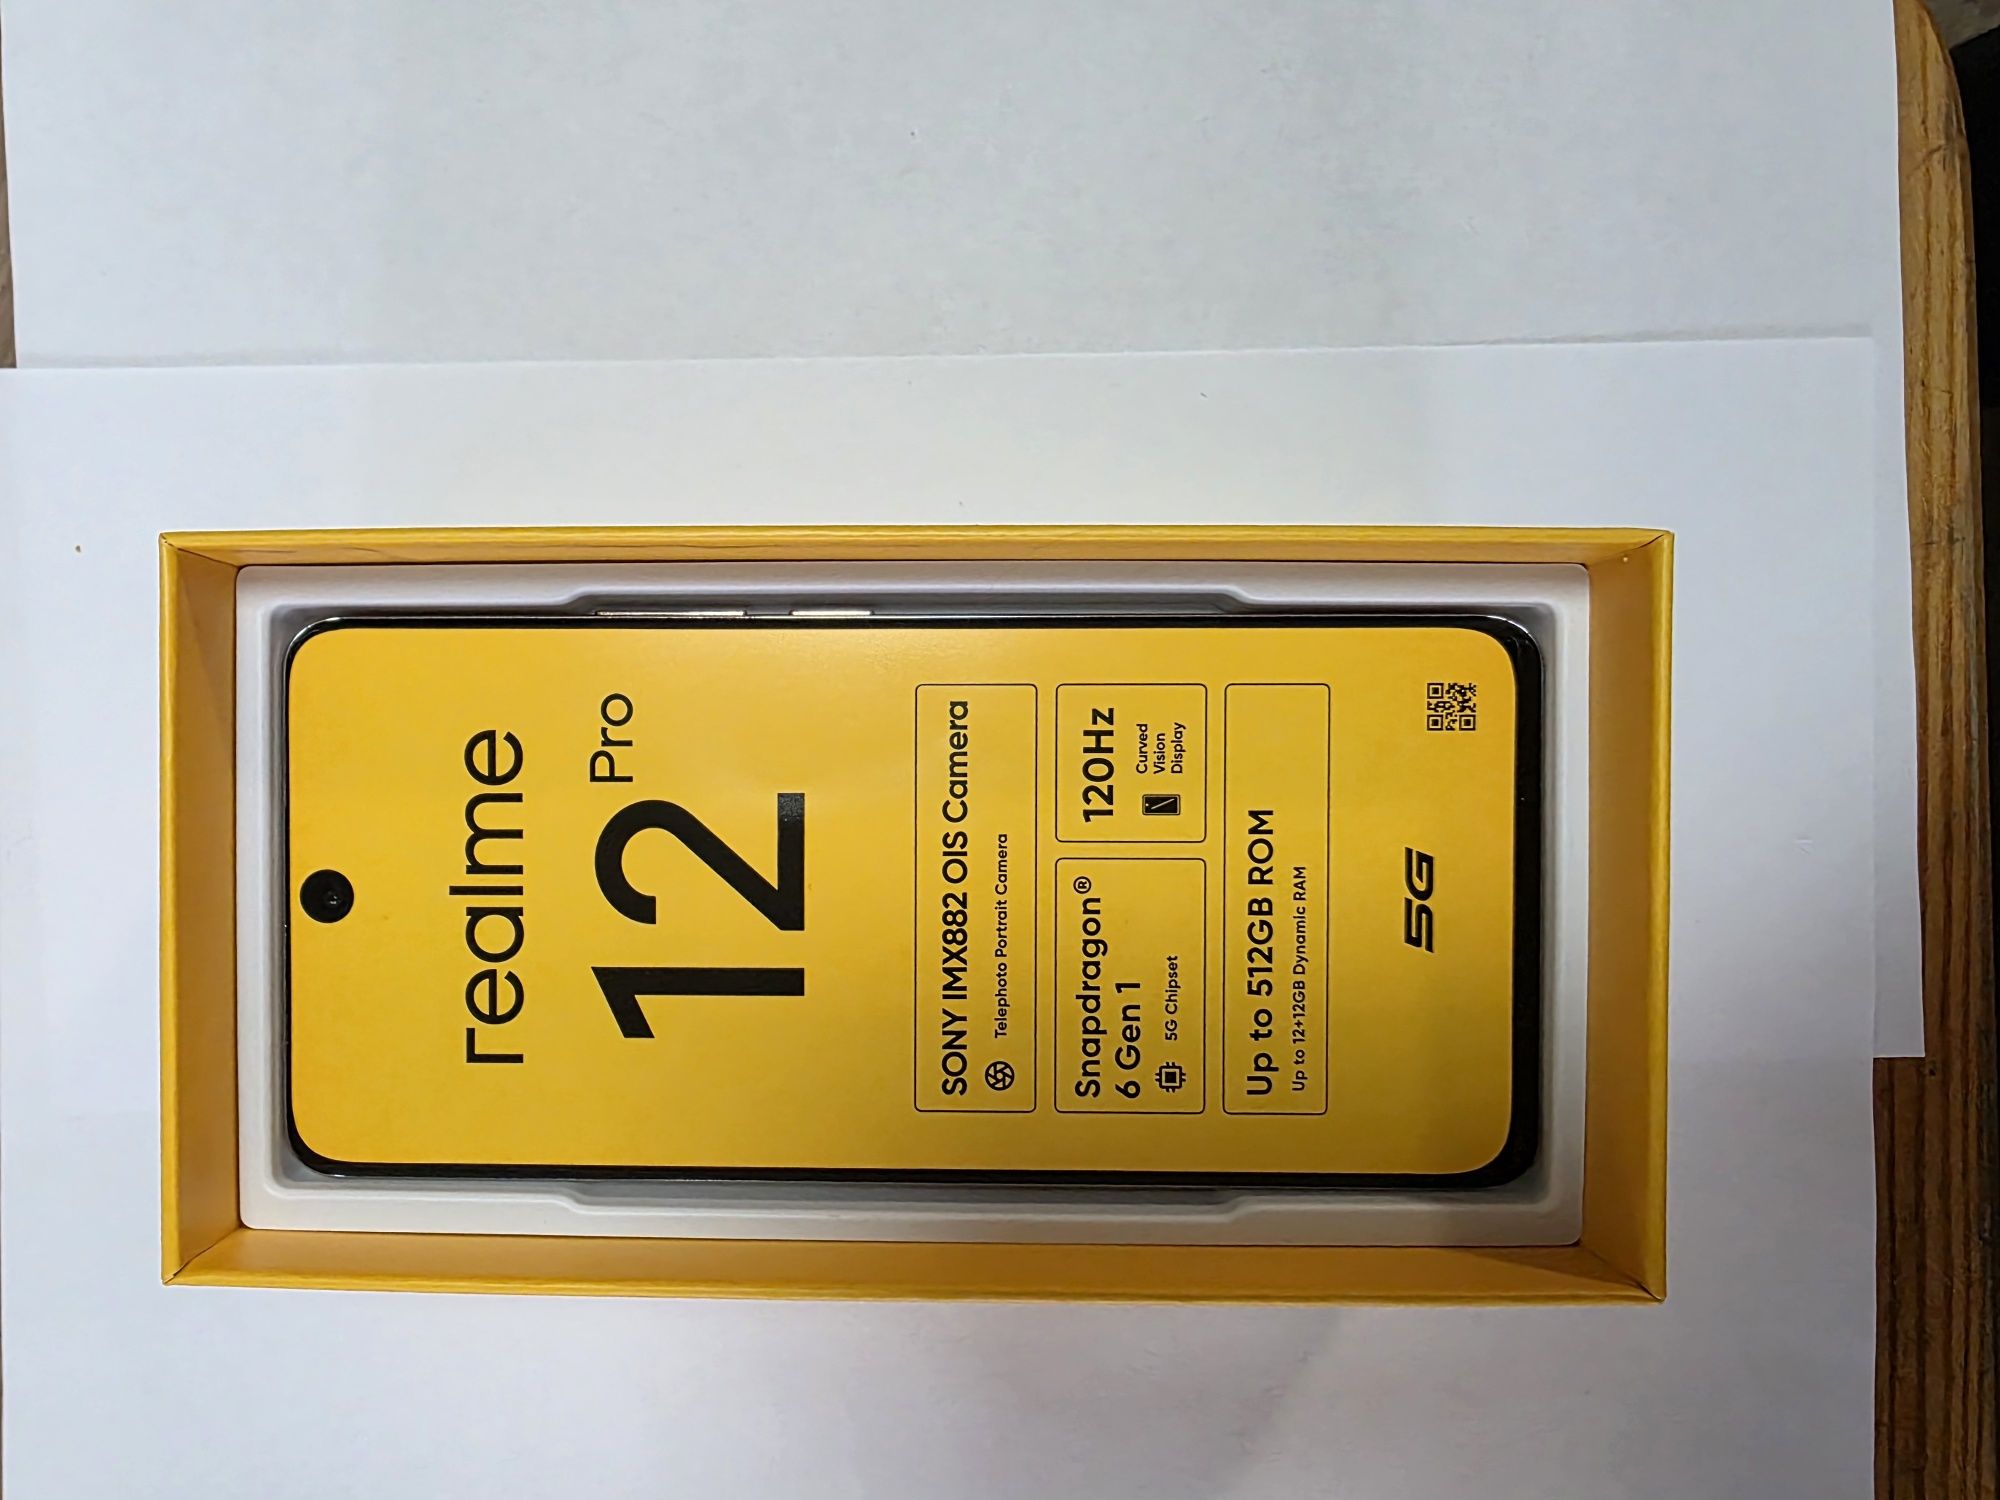 realme
12 Pro
SONY IMX882 OIS Camera
Telephoto Portrait Camera
Snapdragon®
6 Gen 1
5G Chipset
120Hz
Curved
Vision
Display
Up to 512GB ROM
Up to 12+12GB Dynamic RAM
5G